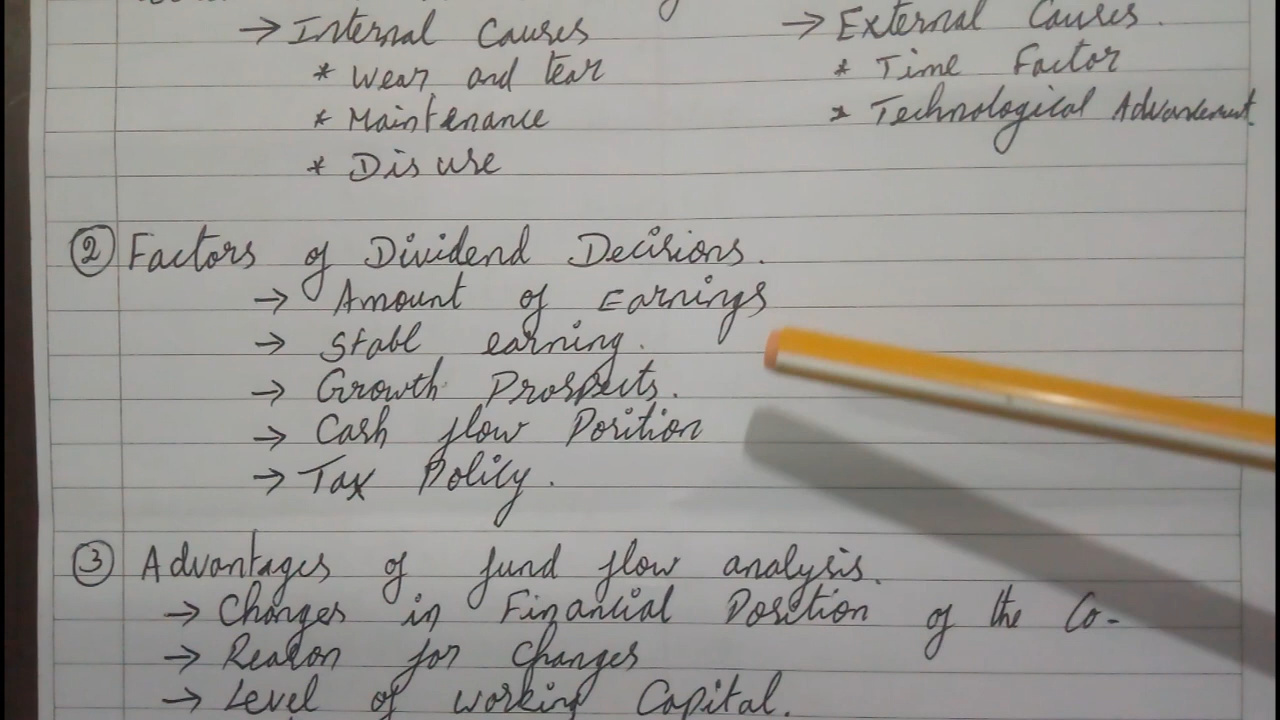 → Internal Causes → External Causes.
* Wear and tear * Time Factor
* Maintenance * Technological Advancement
* Disuse
② Factors of Dividend Decisions.
→ Amount of Earnings
→ Stabl earning.
→ Growth Prospects.
→ Cash flow Position
→ Tax Policy.
③ Advantages of fund flow analysis.
→ Changes in Financial Position of the Co-
→ Reason for Changes
→ Level of working Capital.